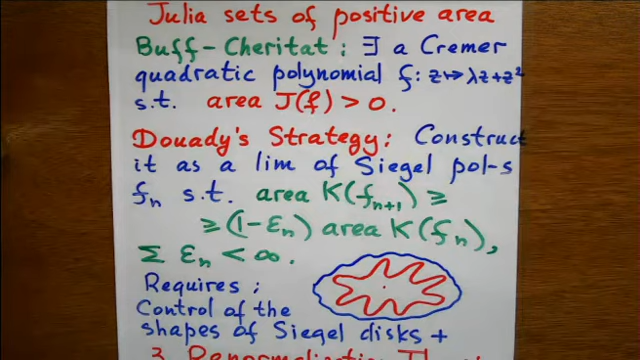 Julia sets of positive area
Buff-Cheritat: ∃ a Cremer
quadratic polynomial f: z↦λz+z²
s.t. area J(f) > 0.
Douady's Strategy: Construct
it as a lim of Siegel pol-s
fₙ s.t. area K(fₙ₊₁) ≥
≥ (1-εₙ) area K(fₙ),
Σ εₙ < ∞.
Requires:
Control of the
shapes of Siegel disks +
3. Renormalization